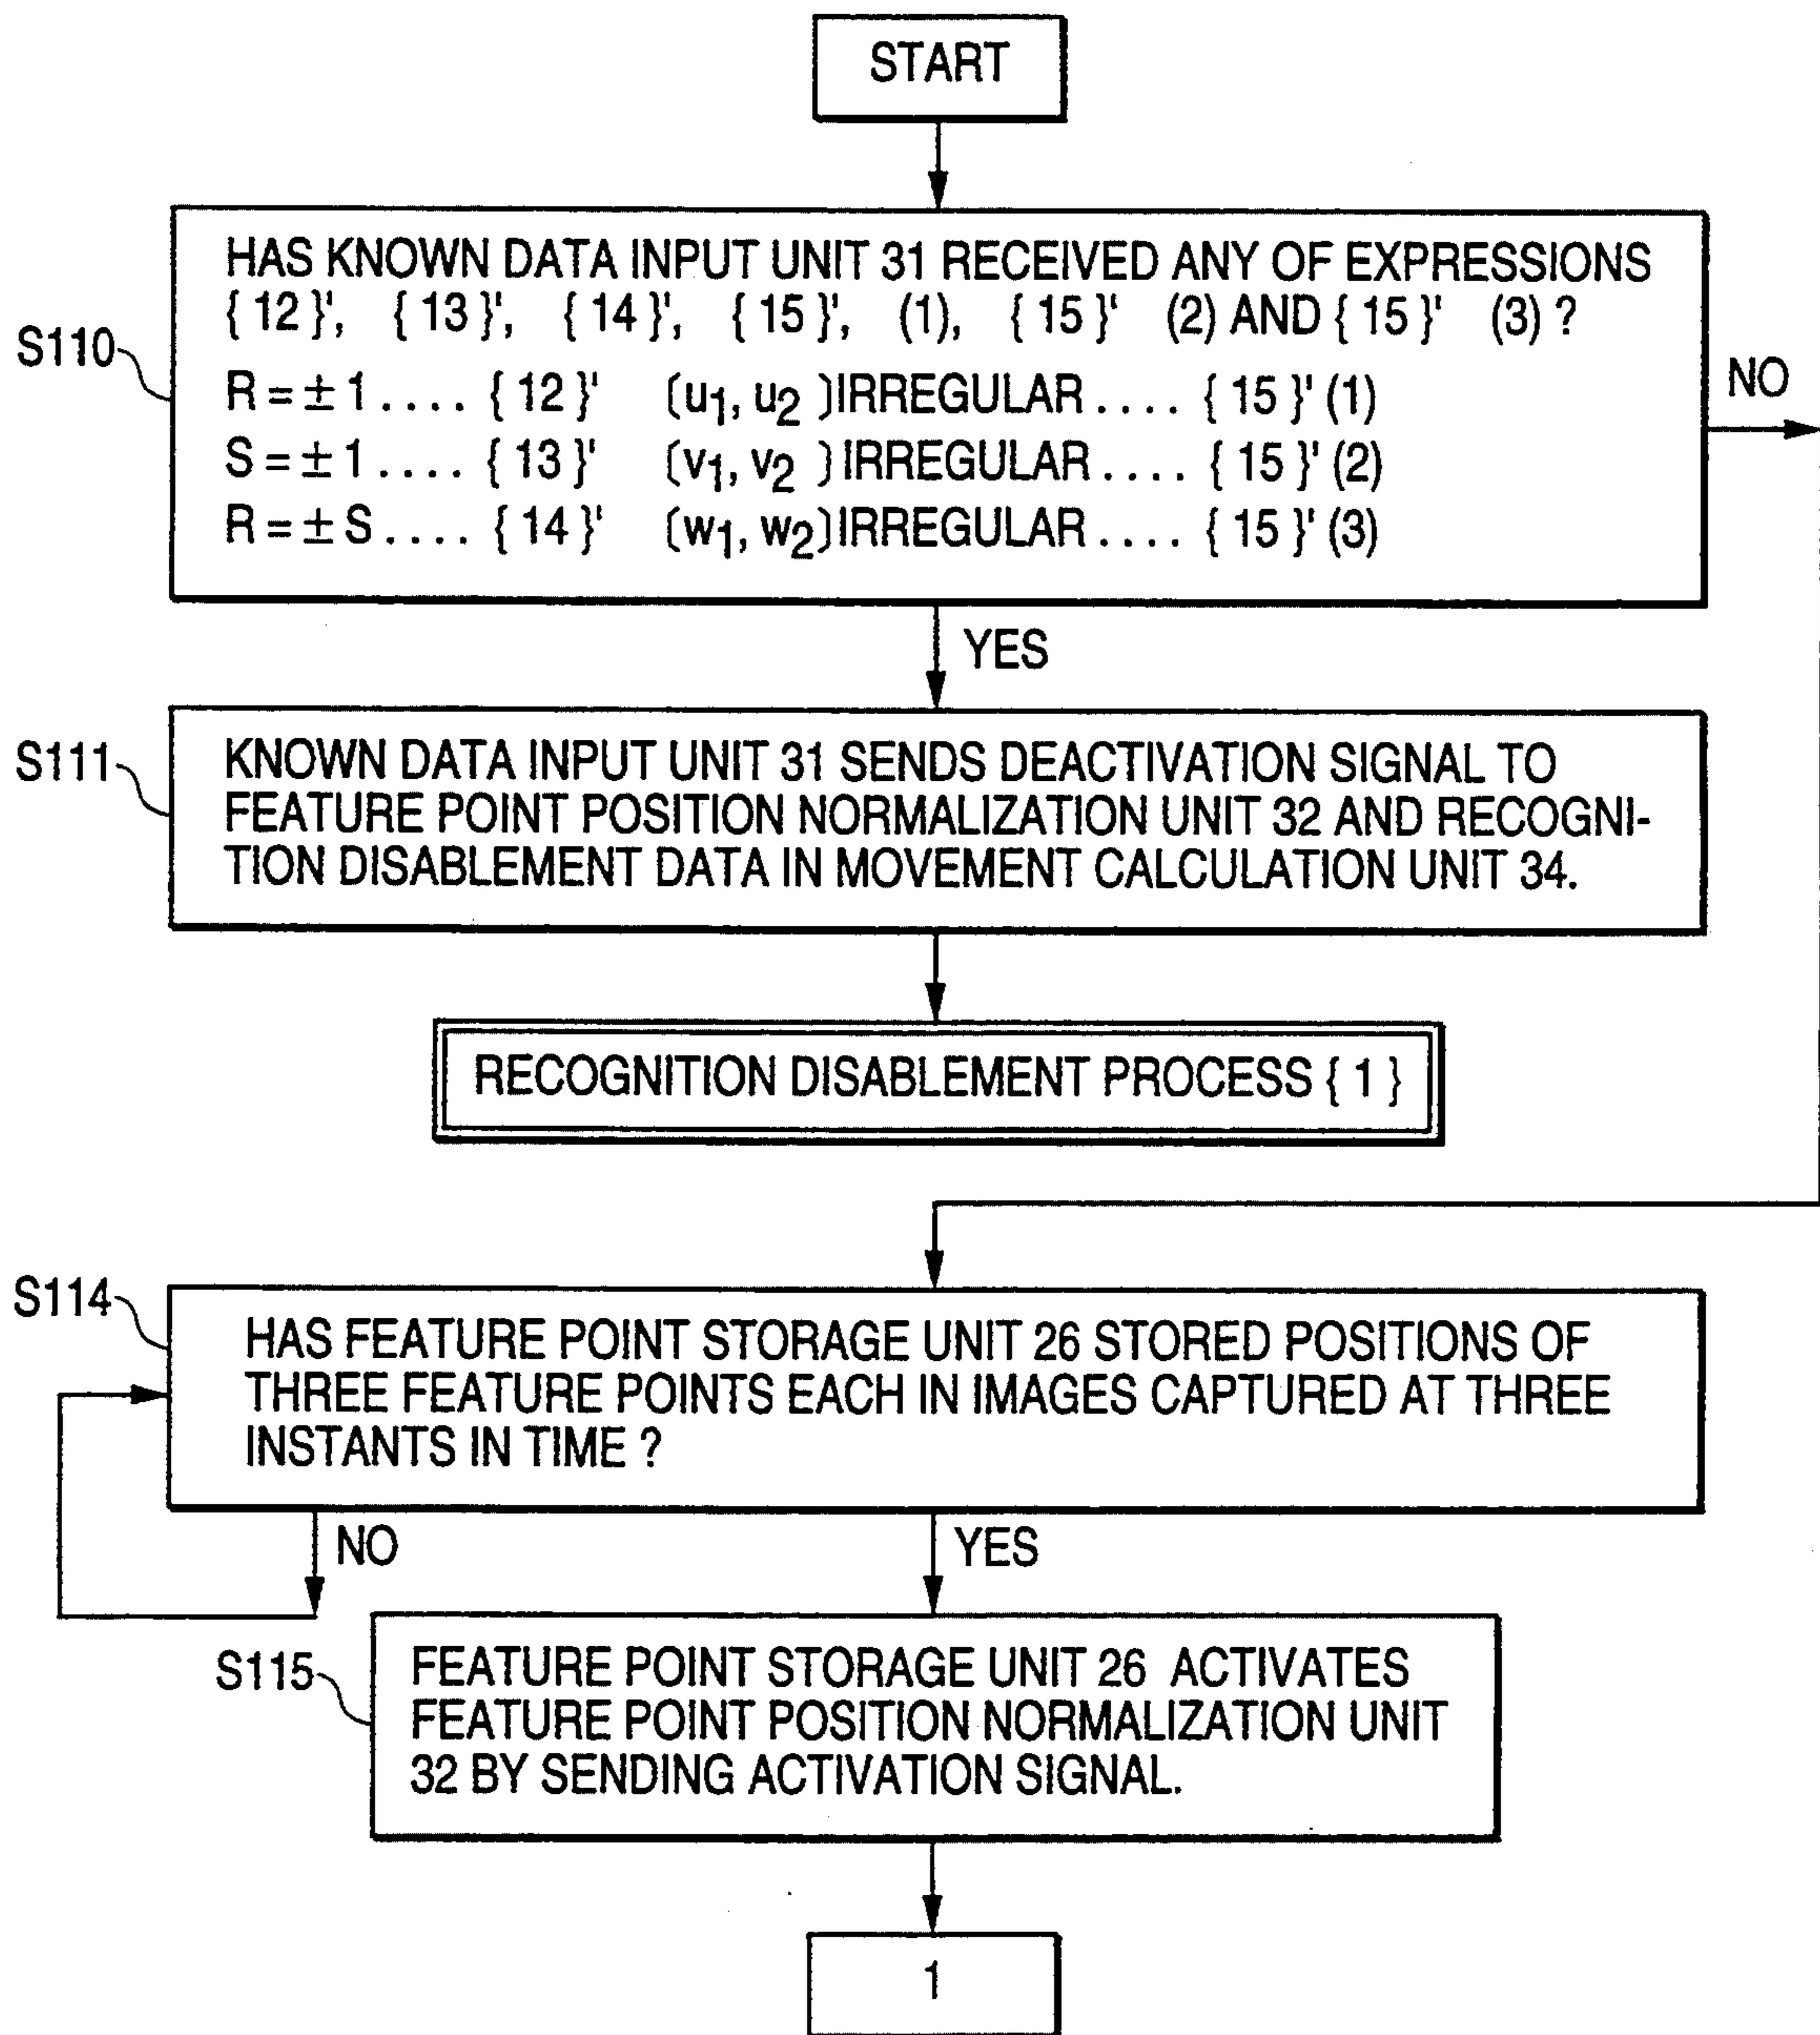 START
HAS KNOWN DATA INPUT UNIT 31 RECEIVED ANY OF EXPRESSIONS
{ 12 }', { 13 }', { 14 }', { 15 }', (1), { 15 }' (2) AND { 15 }' (3) ?
S110
R = ± 1 .... { 12 }' (u₁, u₂ )IRREGULAR .... { 15 }' (1)
NO
S = ± 1 .... { 13 }' (v₁, v₂ ) IRREGULAR .... { 15 }' (2)
R = ± S .... { 14 }' (w₁, w₂)IRREGULAR .... { 15 }' (3)
YES
S111
KNOWN DATA INPUT UNIT 31 SENDS DEACTIVATION SIGNAL TO
FEATURE POINT POSITION NORMALIZATION UNIT 32 AND RECOGNI-
TION DISABLEMENT DATA IN MOVEMENT CALCULATION UNIT 34.
RECOGNITION DISABLEMENT PROCESS { 1 }
S114
HAS FEATURE POINT STORAGE UNIT 26 STORED POSITIONS OF
THREE FEATURE POINTS EACH IN IMAGES CAPTURED AT THREE
INSTANTS IN TIME ?
NO
YES
S115
FEATURE POINT STORAGE UNIT 26 ACTIVATES
FEATURE POINT POSITION NORMALIZATION UNIT
32 BY SENDING ACTIVATION SIGNAL.
1